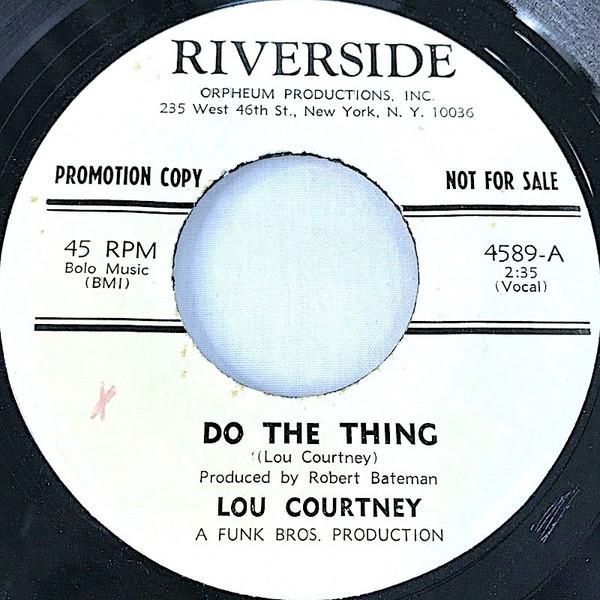 RIVERSIDE
ORPHEUM PRODUCTIONS, INC.
235 West 46th St., New York, N. Y. 10036
PROMOTION COPY
NOT FOR SALE
45 RPM
Bolo Music
(BMI)
4589-A
2:35
(Vocal)
DO THE THING
(Lou Courtney)
Produced by Robert Bateman
LOU COURTNEY
A FUNK BROS. PRODUCTION